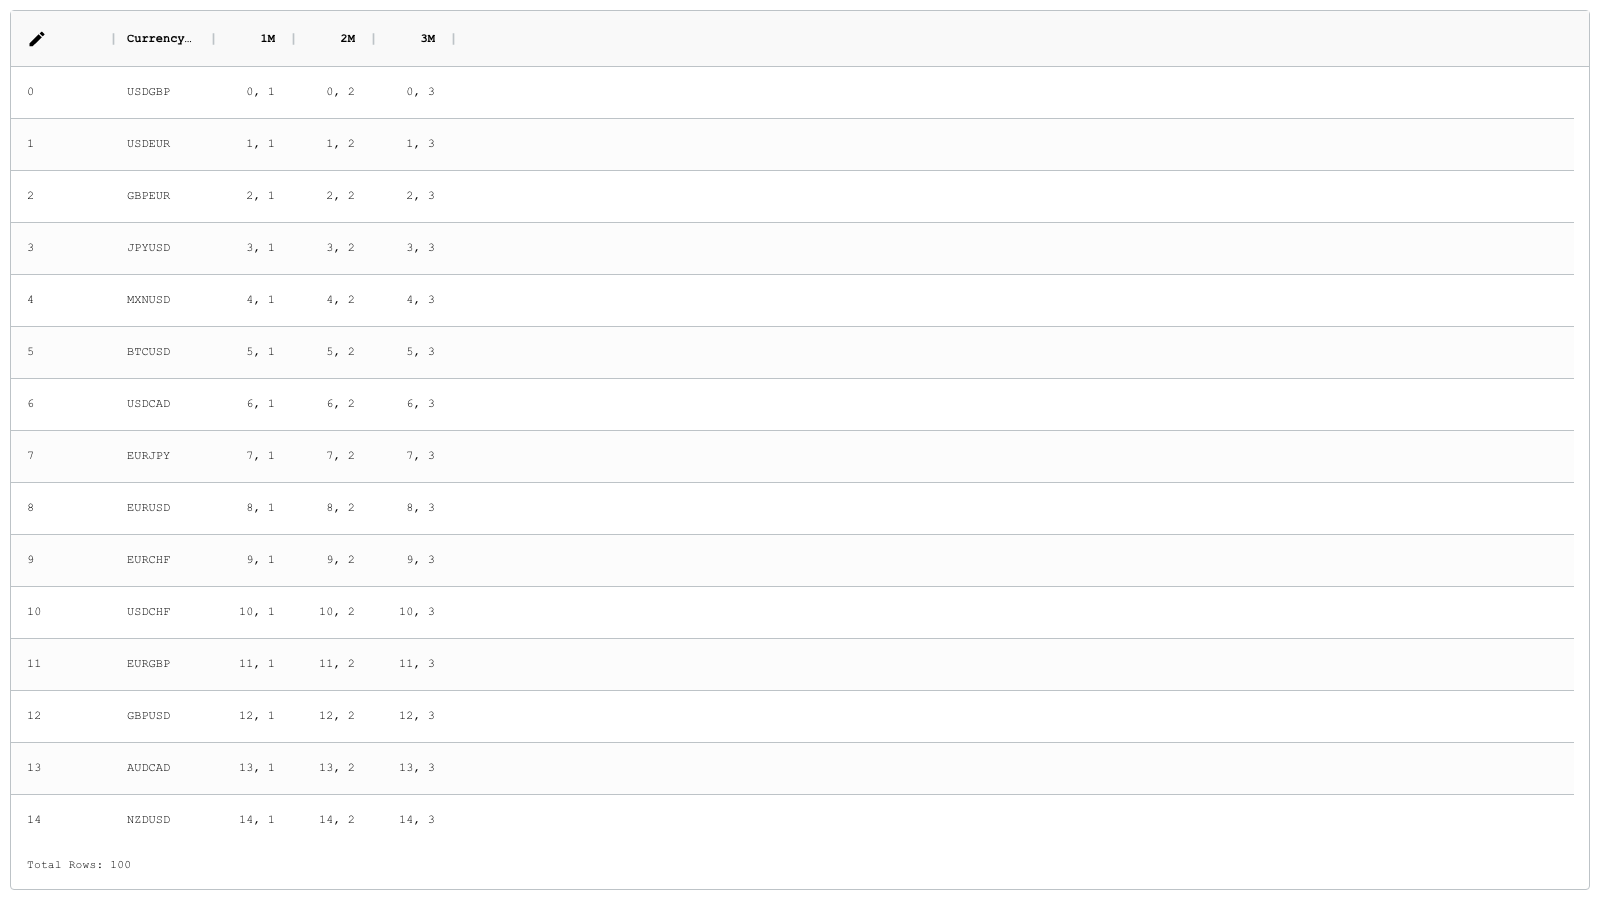 | Currency… | 1M | 2M | 3M |
0 USDGBP 0, 1 0, 2 0, 3
1 USDEUR 1, 1 1, 2 1, 3
2 GBPEUR 2, 1 2, 2 2, 3
3 JPYUSD 3, 1 3, 2 3, 3
4 MXNUSD 4, 1 4, 2 4, 3
5 BTCUSD 5, 1 5, 2 5, 3
6 USDCAD 6, 1 6, 2 6, 3
7 EURJPY 7, 1 7, 2 7, 3
8 EURUSD 8, 1 8, 2 8, 3
9 EURCHF 9, 1 9, 2 9, 3
10 USDCHF 10, 1 10, 2 10, 3
11 EURGBP 11, 1 11, 2 11, 3
12 GBPUSD 12, 1 12, 2 12, 3
13 AUDCAD 13, 1 13, 2 13, 3
14 NZDUSD 14, 1 14, 2 14, 3
Total Rows: 100